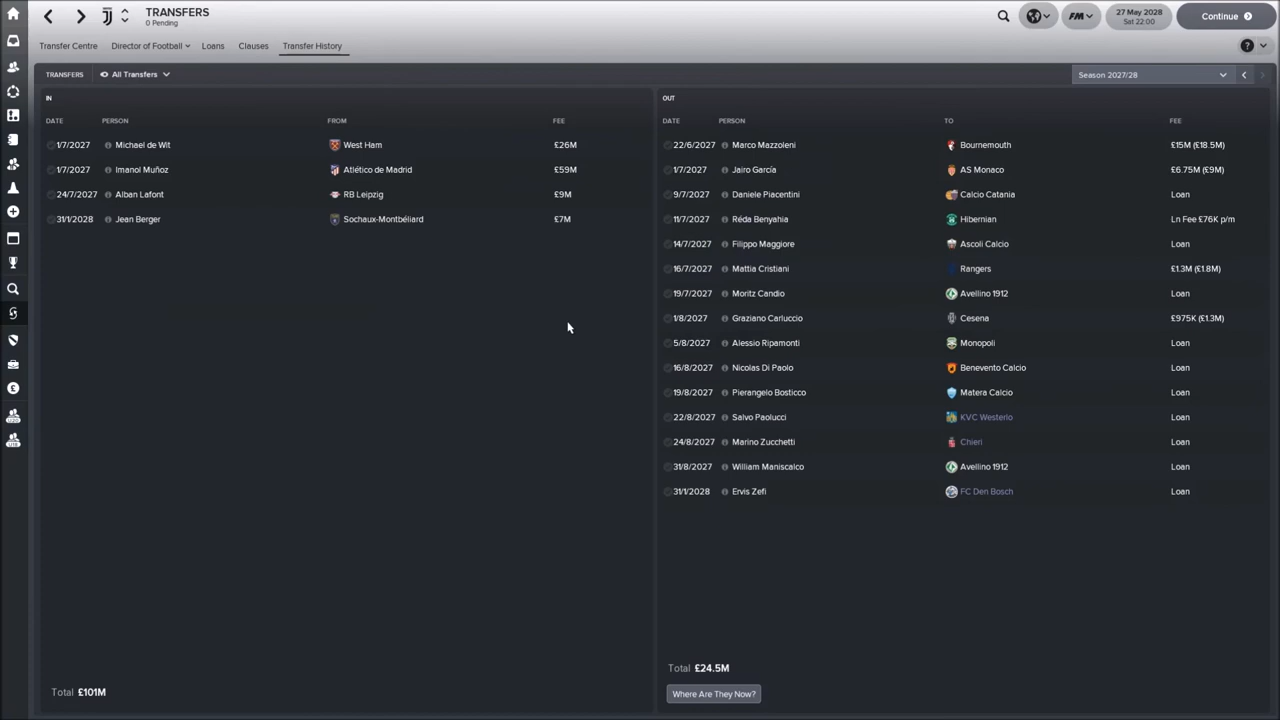 TRANSFERS
0 Pending
FM
27 May 2028
Sat 22:00
Continue
Transfer Centre
Director of Football
Loans
Clauses
Transfer History
?
TRANSFERS
All Transfers
Season 2027/28
IN
DATE PERSON FROM FEE
1/7/2027 Michael de Wit West Ham £26M
1/7/2027 Imanol Muñoz Atlético de Madrid £59M
24/7/2027 Alban Lafont RB Leipzig £9M
31/1/2028 Jean Berger Sochaux-Montbéliard £7M
Total £101M
OUT
DATE PERSON TO FEE
22/6/2027 Marco Mazzoleni Bournemouth £15M (£18.5M)
1/7/2027 Jairo García AS Monaco £6.75M (£9M)
9/7/2027 Daniele Piacentini Calcio Catania Loan
11/7/2027 Réda Benyahia Hibernian Ln Fee £76K p/m
14/7/2027 Filippo Maggiore Ascoli Calcio Loan
16/7/2027 Mattia Cristiani Rangers £1.3M (£1.8M)
19/7/2027 Moritz Candio Avellino 1912 Loan
1/8/2027 Graziano Carluccio Cesena £975K (£1.3M)
5/8/2027 Alessio Ripamonti Monopoli Loan
16/8/2027 Nicolas Di Paolo Benevento Calcio Loan
19/8/2027 Pierangelo Bosticco Matera Calcio Loan
22/8/2027 Salvo Paolucci KVC Westerlo Loan
24/8/2027 Marino Zucchetti Chieri Loan
31/8/2027 William Maniscalco Avellino 1912 Loan
31/1/2028 Ervis Zefi FC Den Bosch Loan
Total £24.5M
Where Are They Now?